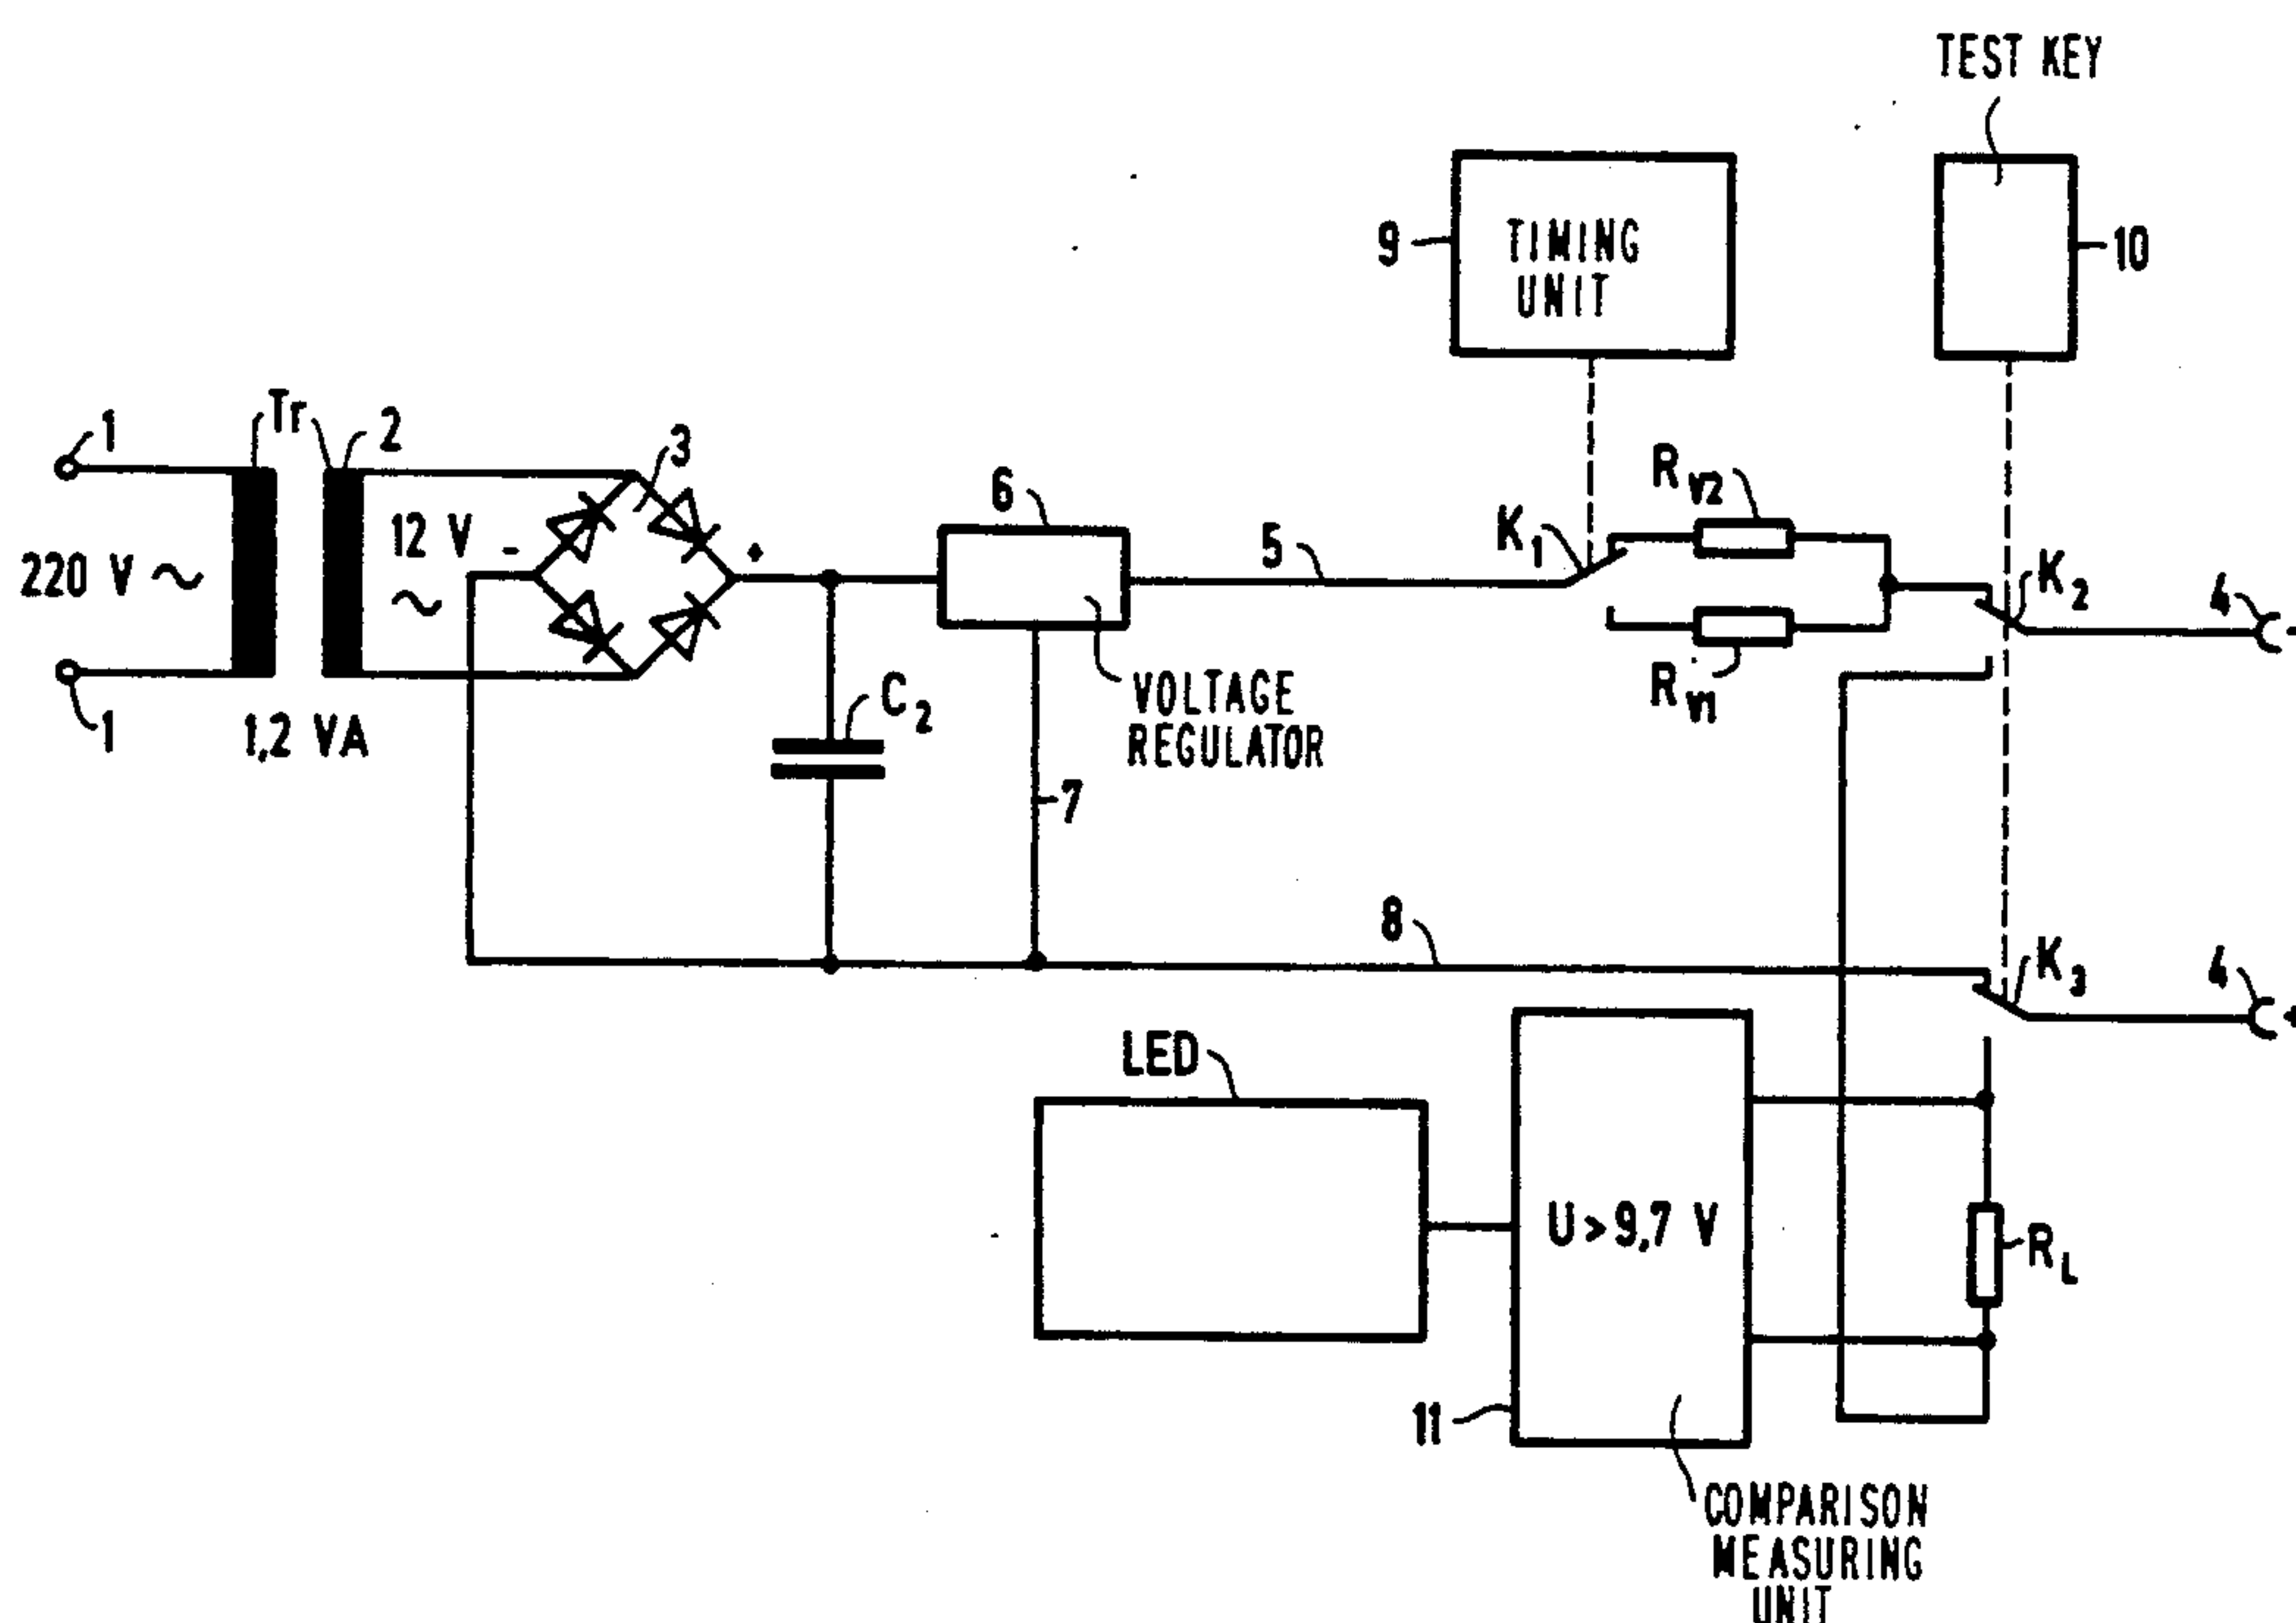 TEST KEY
9
TIMING
UNIT
10
1
Tr
2
3
6
5
K1
RV2
K2
4
-
220 V ~
12 V
~
-
+
1
1,2 VA
C2
VOLTAGE
REGULATOR
RV1
7
8
K3
4
+
LED
U>9,7 V
RL
11
COMPARISON
MEASURING
UNIT